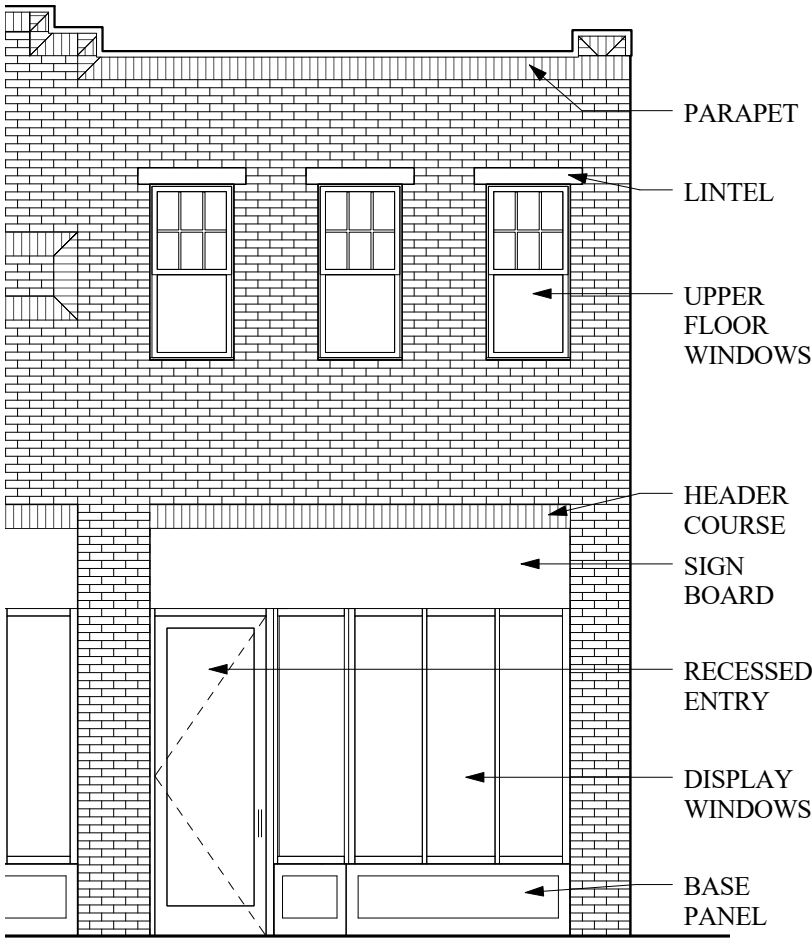 PARAPET
LINTEL
UPPER
FLOOR
WINDOWS
HEADER
COURSE
SIGN
BOARD
RECESSED
ENTRY
DISPLAY
WINDOWS
BASE
PANEL